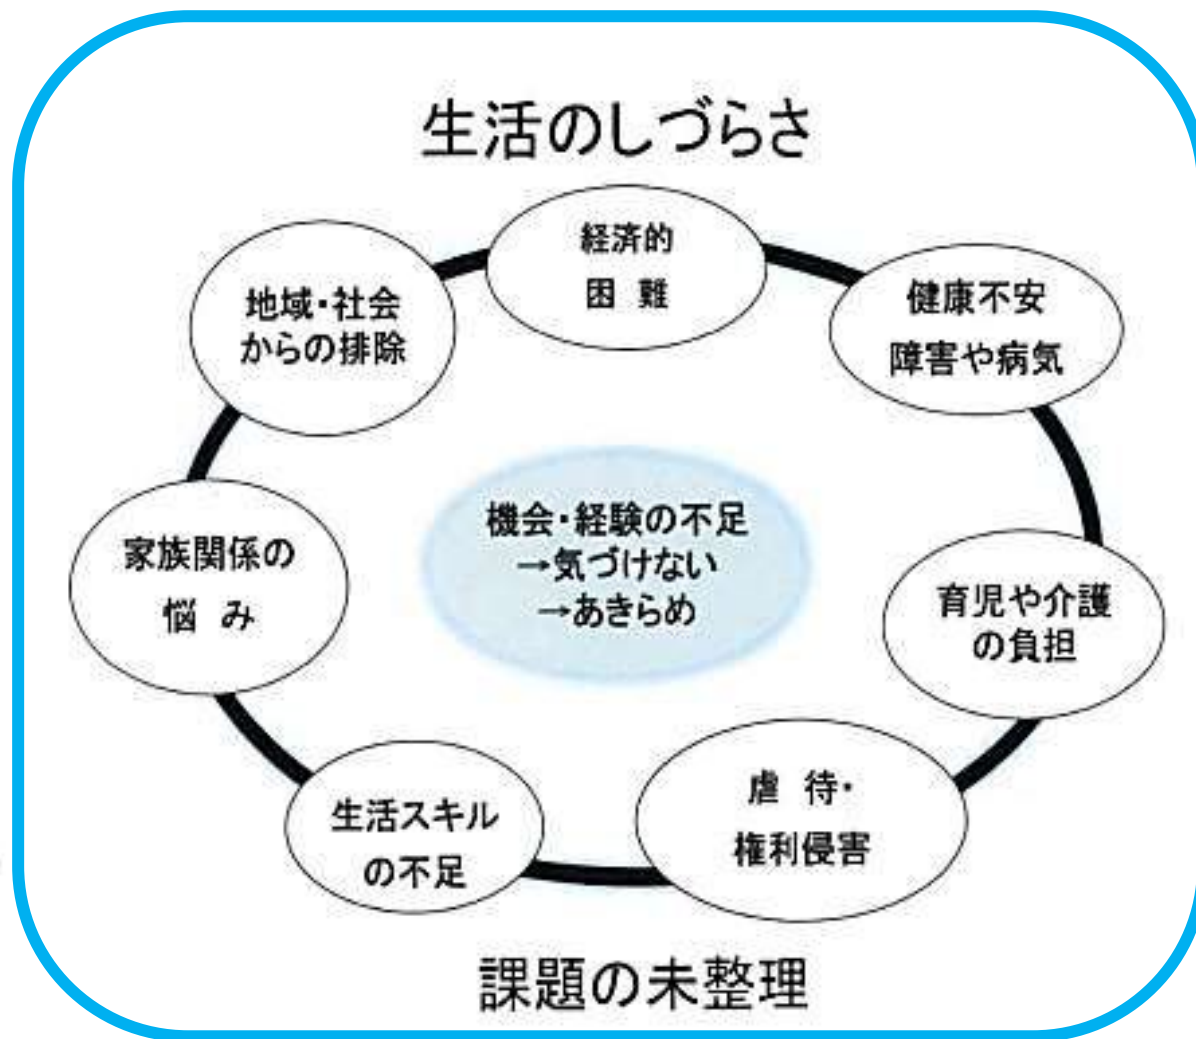 生活のしづらさ
経済的
困 難
健康不安
障害や病気
地域・社会
からの排除
機会・経験の不足
→気づけない
→あきらめ
家族関係の
悩 み
育児や介護
の負担
虐 待・
権利侵害
生活スキル
の不足
課題の未整理